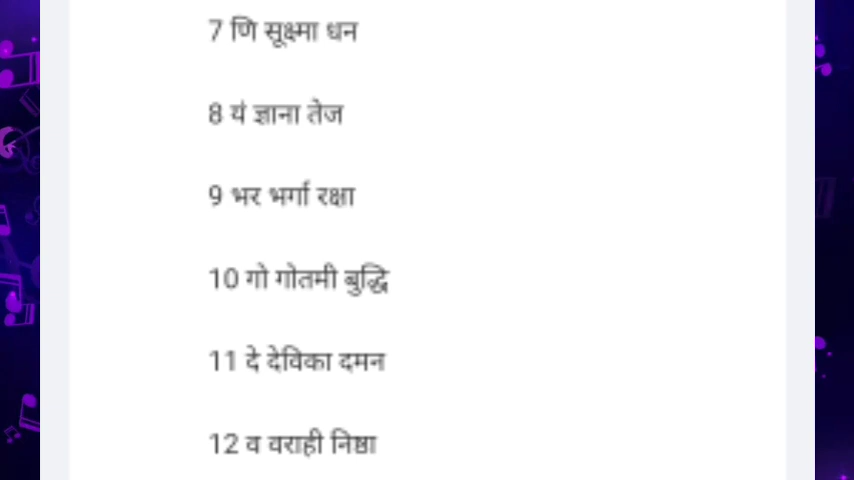 7 णि सूक्ष्मा धन
8 यं ज्ञाना तेज
9 भर भर्गा रक्षा
10 गो गोतमी बुद्धि
11 दे देविका दमन
12 व वराही निष्ठा